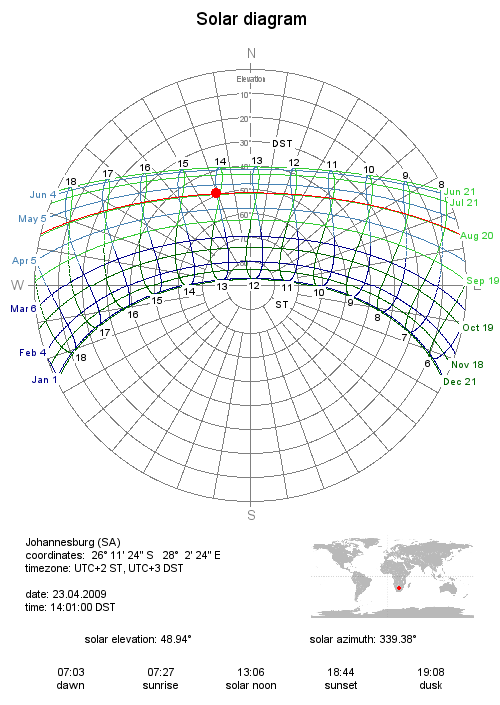 Solar diagram
N
Elevation
10°
20°
30°
DST
40°
18 17 16 15 14 13 12 11 10 9 8
50°
60°
70°
Jun 4
May 5
Apr 5
W
Mar 6
Feb 4
Jan 1
Jun 21
Jul 21
Aug 20
Sep 19
Oct 19
Nov 18
Dec 21
18 17 16 15 14 13 12 11 10 9 8 7 6
ST
S
Johannesburg (SA)
coordinates: 26° 11' 24" S 28° 2' 24" E
timezone: UTC+2 ST, UTC+3 DST
date: 23.04.2009
time: 14:01:00 DST
solar elevation: 48.94° solar azimuth: 339.38°
07:03 07:27 13:06 18:44 19:08
dawn sunrise solar noon sunset dusk